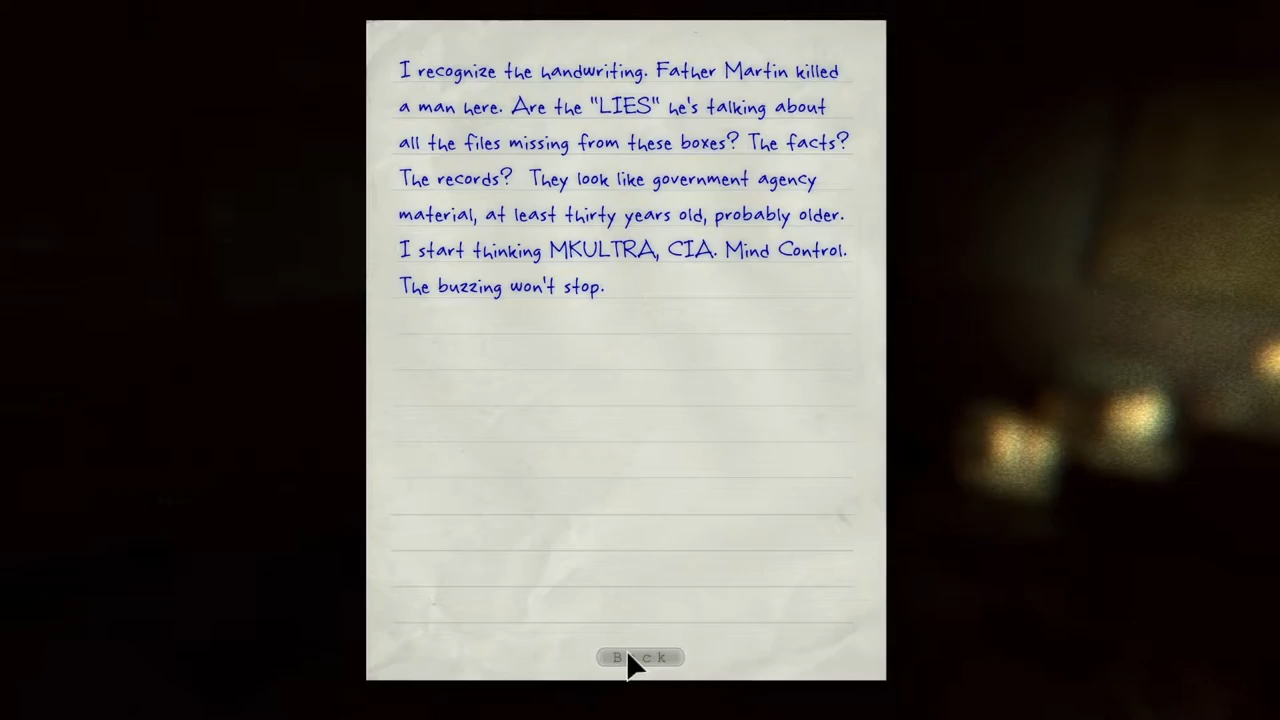 I recognize the handwriting. Father Martin killed
a man here. Are the "LIES" he's talking about
all the files missing from these boxes? The facts?
The records?  They look like government agency
material, at least thirty years old, probably older.
I start thinking MKULTRA, CIA. Mind Control.
The buzzing won't stop.
Back